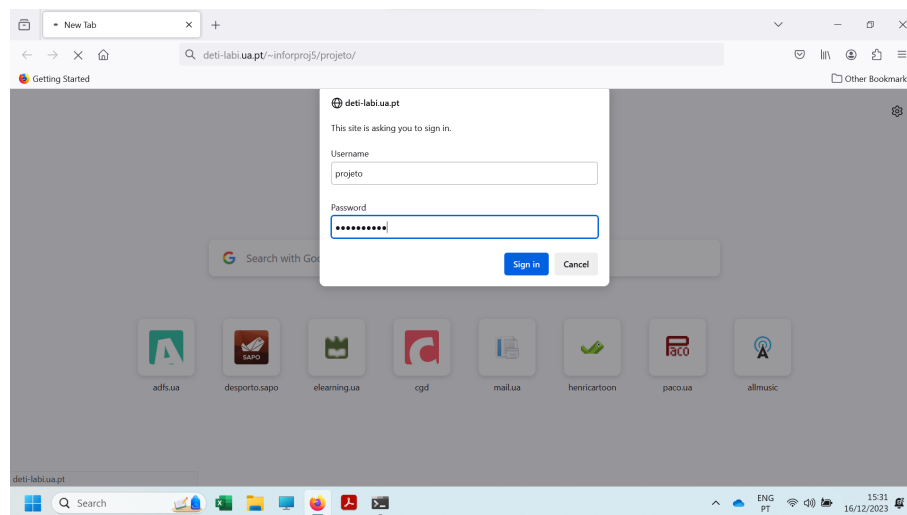 New Tab
deti-labi.ua.pt/~inforproj5/projeto/
Getting Started
Other Bookmark
deti-labi.ua.pt
This site is asking you to sign in.
Username
projeto
Password
••••••••••
Sign in Cancel
Search with Goo
SAPO
Paco
adfs.ua desporto.sapo elearning.ua cgd mail.ua henricartoon paco.ua allmusic
deti-labi.ua.pt
Search
ENG
PT
15:31
16/12/2023